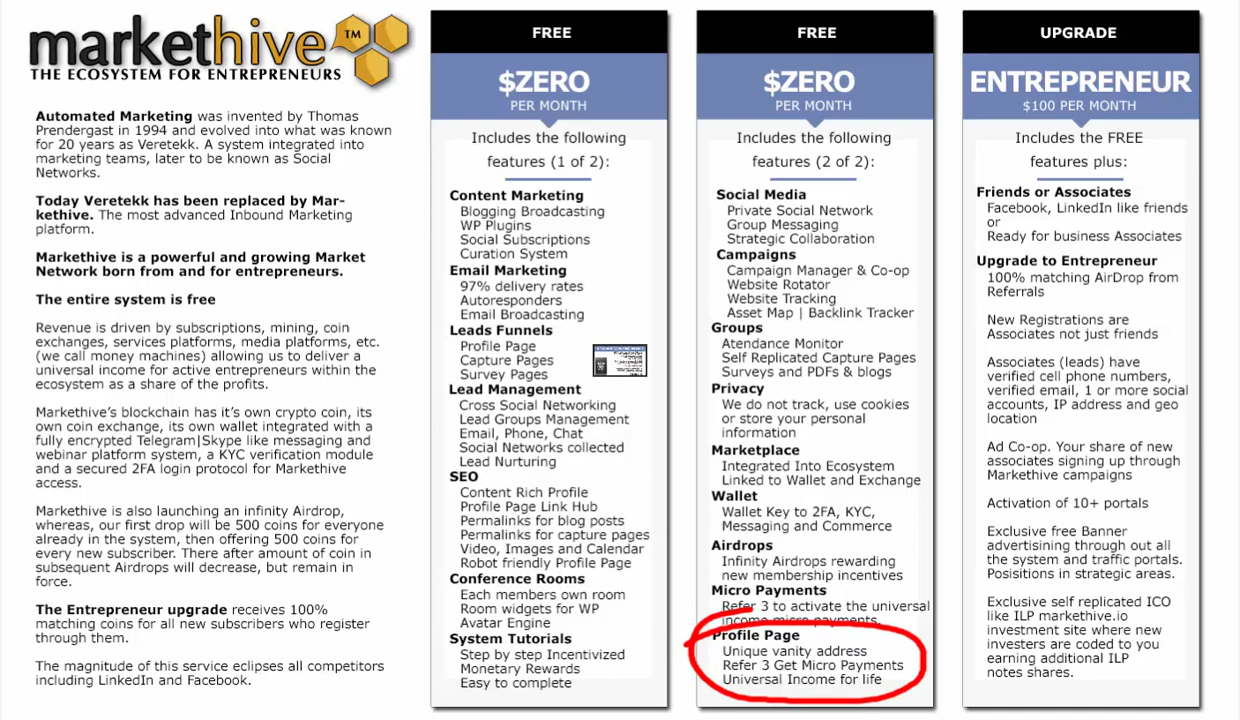 markethive
TM
THE ECOSYSTEM FOR ENTREPRENEURS
Automated Marketing was invented by Thomas
Prendergast in 1994 and evolved into what was known
for 20 years as Veretekk. A system integrated into
marketing teams, later to be known as Social
Networks.
Today Veretekk has been replaced by Mar-
kethive. The most advanced Inbound Marketing
platform.
Markethive is a powerful and growing Market
Network born from and for entrepreneurs.
The entire system is free
Revenue is driven by subscriptions, mining, coin
exchanges, services platforms, media platforms, etc.
(we call money machines) allowing us to deliver a
universal income for active entrepreneurs within the
ecosystem as a share of the profits.
Markethive's blockchain has it's own crypto coin, its
own coin exchange, its own wallet integrated with a
fully encrypted Telegram|Skype like messaging and
webinar platform system, a KYC verification module
and a secured 2FA login protocol for Markethive
access.
Markethive is also launching an infinity Airdrop,
whereas, our first drop will be 500 coins for everyone
already in the system, then offering 500 coins for
every new subscriber. There after amount of coin in
subsequent Airdrops will decrease, but remain in
force.
The Entrepreneur upgrade receives 100%
matching coins for all new subscribers who register
through them.
The magnitude of this service eclipses all competitors
including LinkedIn and Facebook.
FREE
$ZERO
PER MONTH
Includes the following
features (1 of 2):
Content Marketing
Blogging Broadcasting
WP Plugins
Social Subscriptions
Curation System
Email Marketing
97% delivery rates
Autoresponders
Email Broadcasting
Leads Funnels
Profile Page
Capture Pages
Survey Pages
Lead Management
Cross Social Networking
Lead Groups Management
Email, Phone, Chat
Social Networks collected
Lead Nurturing
SEO
Content Rich Profile
Profile Page Link Hub
Permalinks for blog posts
Permalinks for capture pages
Video, Images and Calendar
Robot friendly Profile Page
Conference Rooms
Each members own room
Room widgets for WP
Avatar Engine
System Tutorials
Step by step Incentivized
Monetary Rewards
Easy to complete
FREE
$ZERO
PER MONTH
Includes the following
features (2 of 2):
Social Media
Private Social Network
Group Messaging
Strategic Collaboration
Campaigns
Campaign Manager & Co-op
Website Rotator
Website Tracking
Asset Map | Backlink Tracker
Groups
Atendance Monitor
Self Replicated Capture Pages
Surveys and PDFs & blogs
Privacy
We do not track, use cookies
or store your personal
information
Marketplace
Integrated Into Ecosystem
Linked to Wallet and Exchange
Wallet
Wallet Key to 2FA, KYC,
Messaging and Commerce
Airdrops
Infinity Airdrops rewarding
new membership incentives
Micro Payments
Refer 3 to activate the universal
income micro payments.
Profile Page
Unique vanity address
Refer 3 Get Micro Payments
Universal Income for life
UPGRADE
ENTREPRENEUR
$100 PER MONTH
Includes the FREE
features plus:
Friends or Associates
Facebook, LinkedIn like friends
or
Ready for business Associates
Upgrade to Entrepreneur
100% matching AirDrop from
Referrals
New Registrations are
Associates not just friends
Associates (leads) have
verified cell phone numbers,
verified email, 1 or more social
accounts, IP address and geo
location
Ad Co-op. Your share of new
associates signing up through
Markethive campaigns
Activation of 10+ portals
Exclusive free Banner
advertisining through out all
the system and traffic portals.
Posisitions in strategic areas.
Exclusive self replicated ICO
like ILP markethive.io
investment site where new
investers are coded to you
earning additional ILP
notes shares.